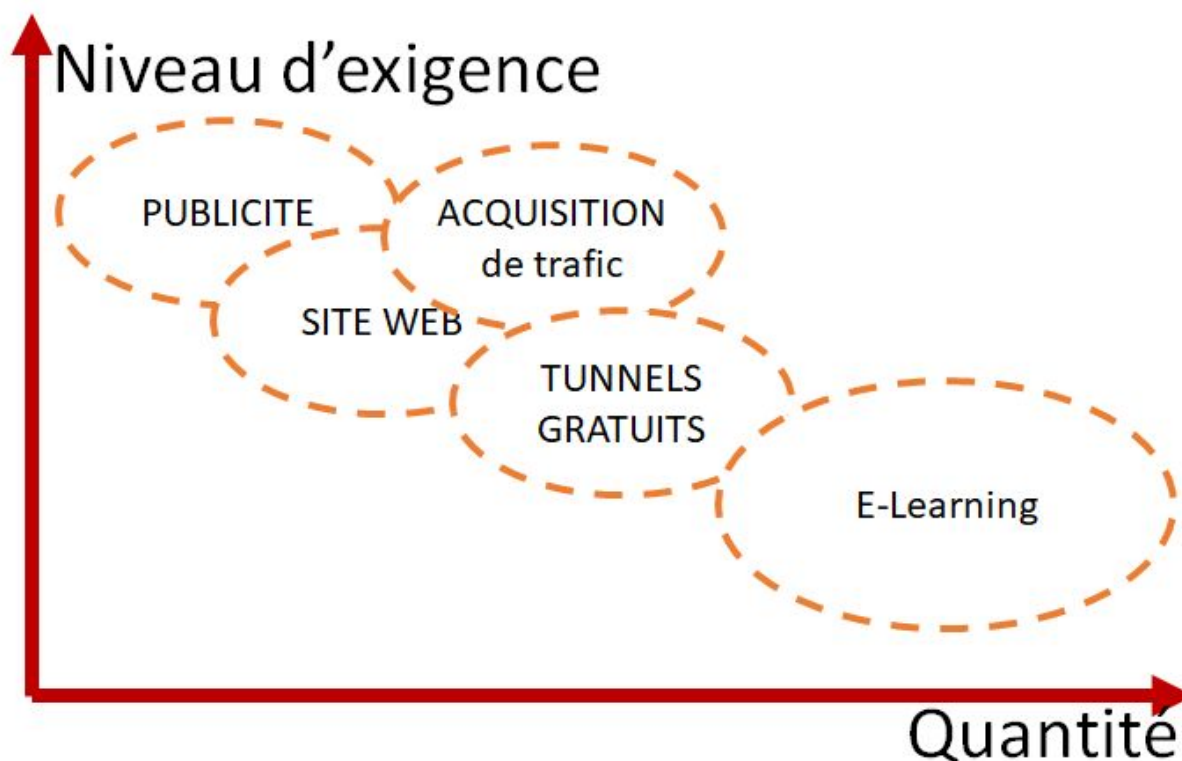 Niveau d’exigence
PUBLICITE
ACQUISITION
de trafic
SITE WEB
TUNNELS
GRATUITS
E-Learning
Quantité